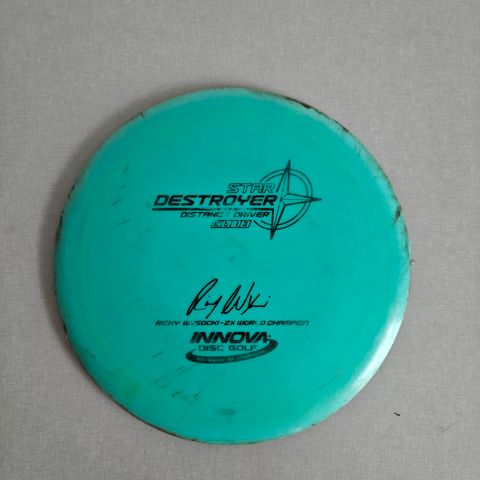 STAR
DESTROYER
DISTANCE DRIVER
RICKY WYSOCKI-2X WORLD CHAMPION
INNOVA
DISC GOLF